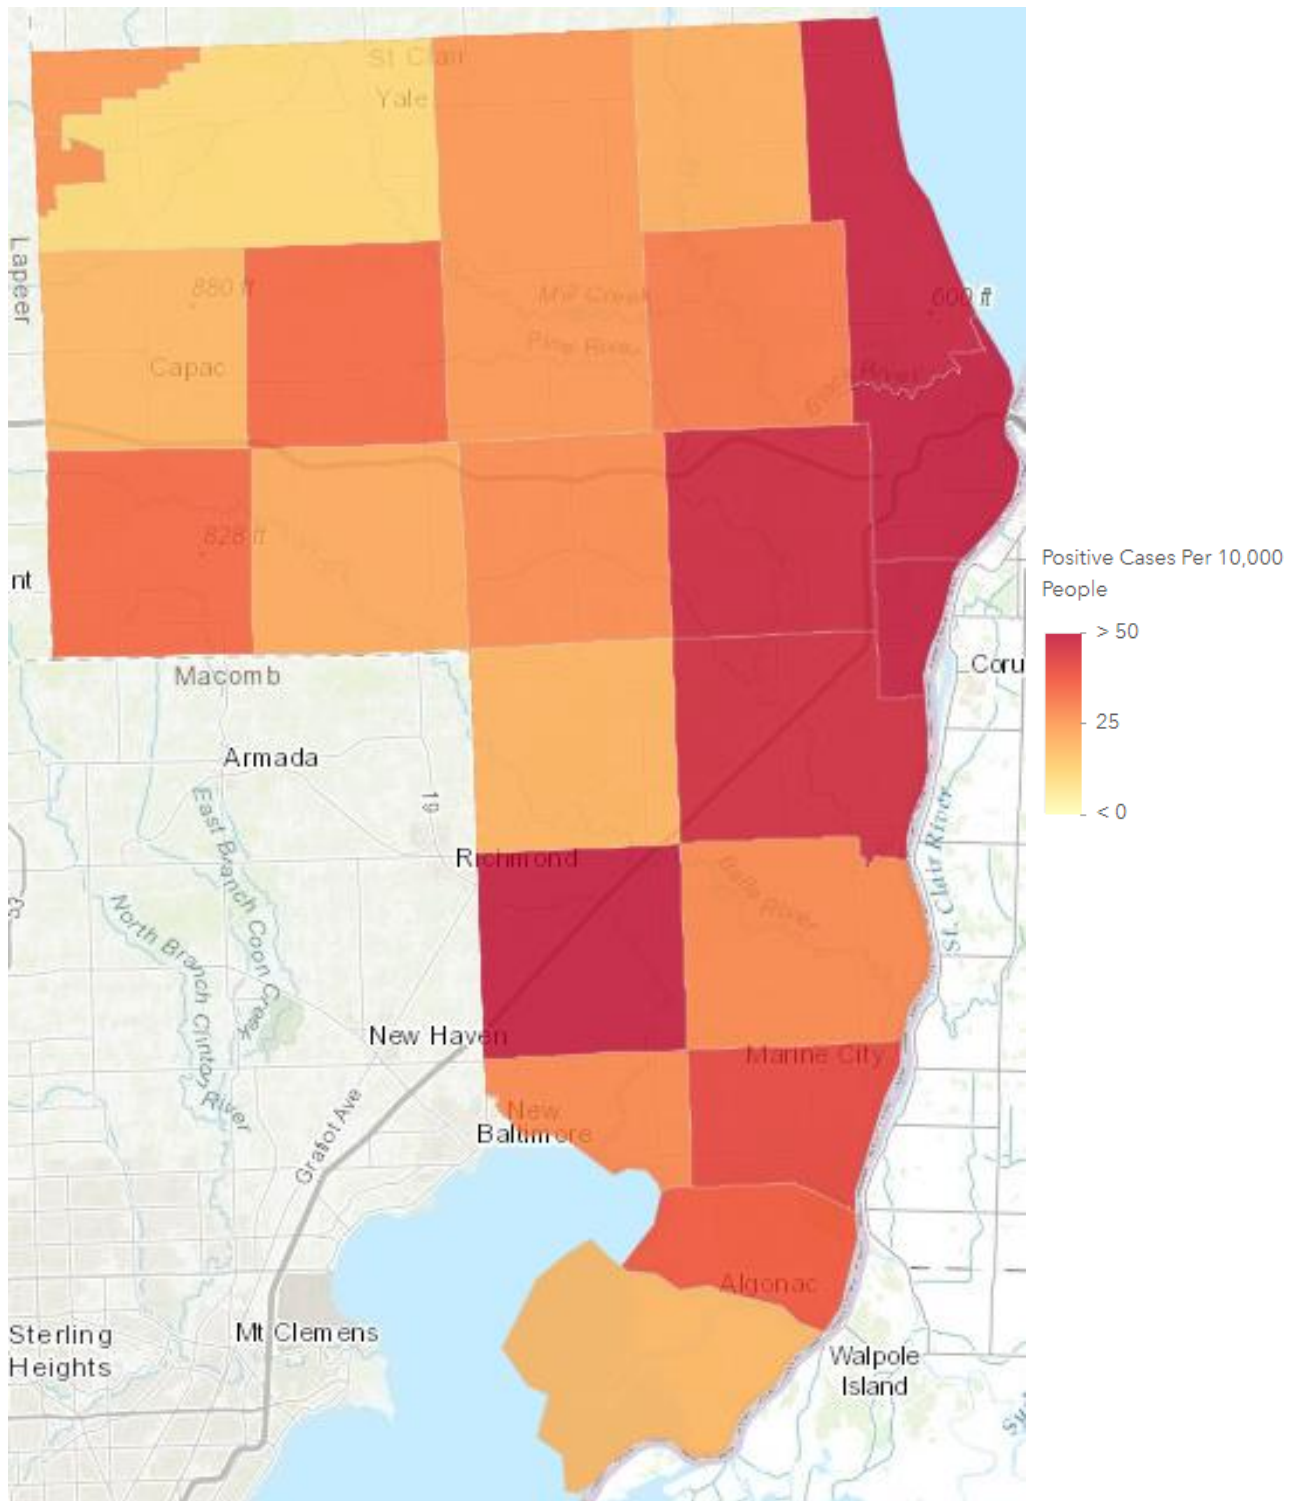 St Clair
Yale
Lapeer
880 ft
600 ft
Mill Creek
Pine River
Capac
Black River
828 ft
nt
Positive Cases Per 10,000
People
> 50
25
< 0
Macomb
Coru
Armada
19
East Branch Coon Creek
St. Clair River
Richmond
Belle River
North Branch Clinton River
53
New Haven
Marine City
Gratiot Ave
New
Baltimore
Algonac
Sterling
Heights
Mt Clemens
Walpole
Island